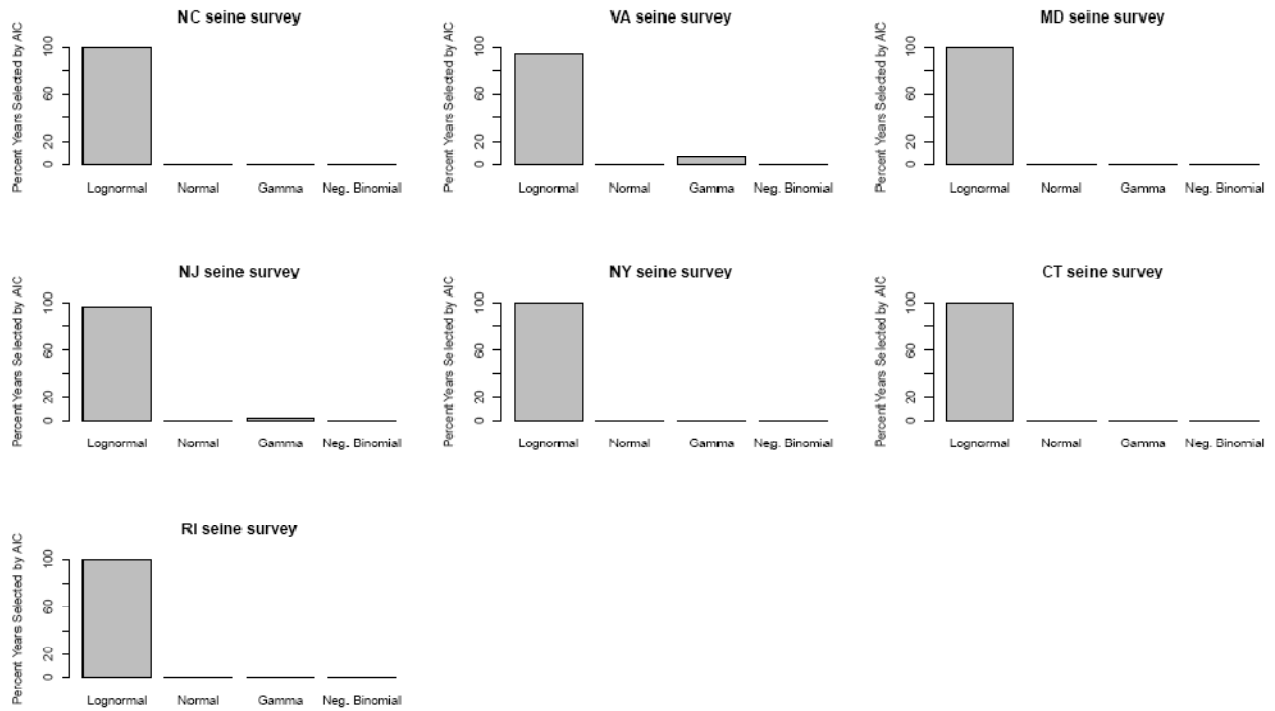 NC seine survey
Percent Years Selected by AIC
100
60
20
0
Lognormal Normal Gamma Neg. Binomial
VA seine survey
Percent Years Selected by AIC
100
60
20
0
Lognormal Normal Gamma Neg. Binomial
MD seine survey
Percent Years Selected by AIC
100
60
20
0
Lognormal Normal Gamma Neg. Binomial
NJ seine survey
Percent Years Selected by AIC
100
60
20
0
Lognormal Normal Gamma Neg. Binomial
NY seine survey
Percent Years Selected by AIC
100
60
20
0
Lognormal Normal Gamma Neg. Binomial
CT seine survey
Percent Years Selected by AIC
100
60
20
0
Lognormal Normal Gamma Neg. Binomial
RI seine survey
Percent Years Selected by AIC
100
60
20
0
Lognormal Normal Gamma Neg. Binomial